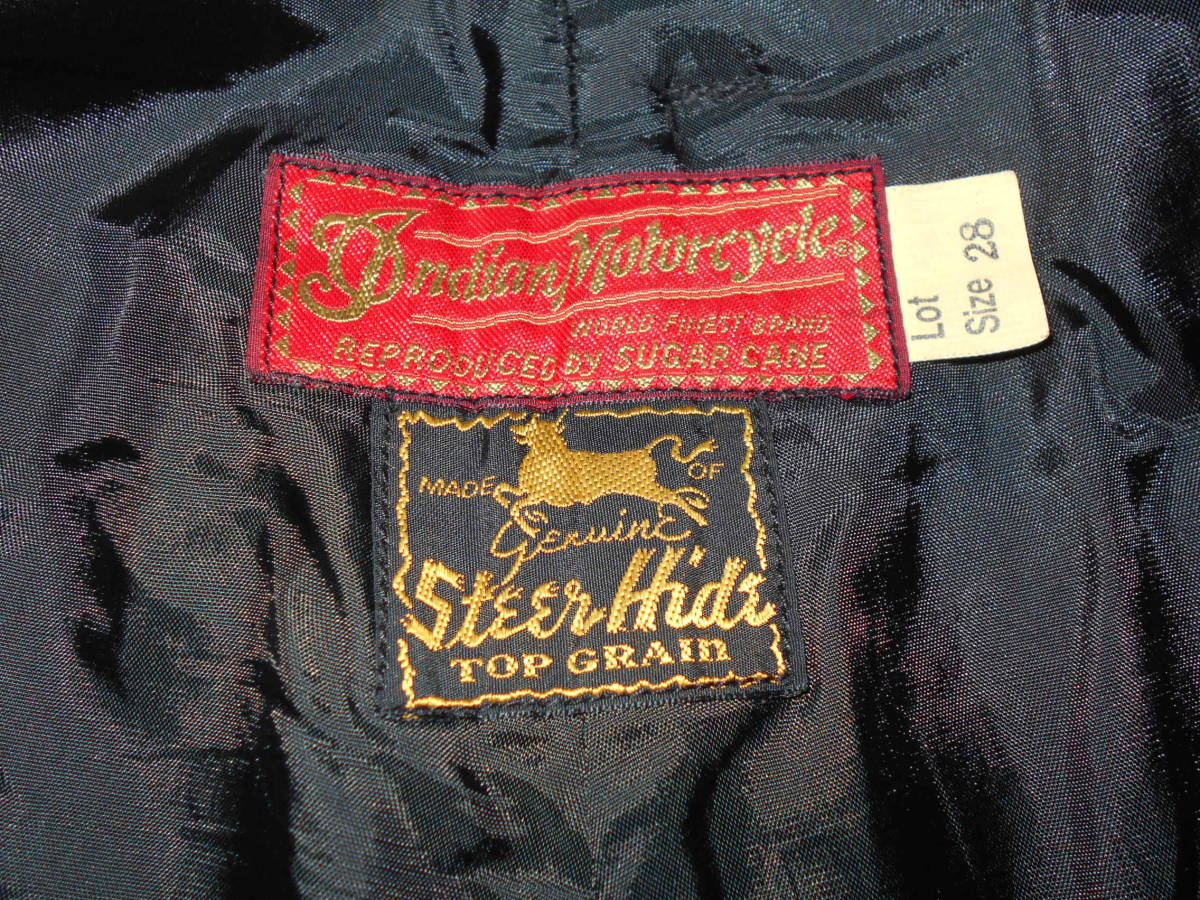 Indian Motorcycle
WORLD FINEST BRAND
REPRODUCED BY SUGAR CANE
Lot
Size 28
MADE OF
Genuine
Steer Hide
TOP GRAIN